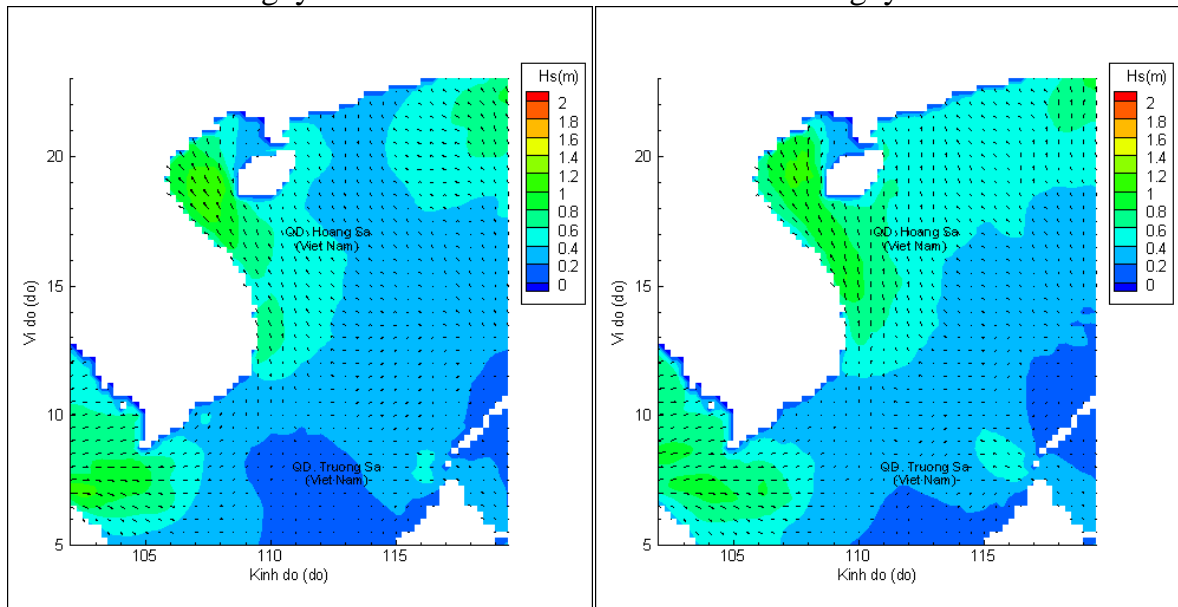 Hs(m)
2
1.8
1.6
1.4
1.2
1
0.8
0.6
0.4
0.2
0
20
15
10
5
105
110
115
Vi do (do)
Kinh do (do)
QD. Hoang Sa
(Viet Nam)
QD. Truong Sa
(Viet Nam)
Hs(m)
2
1.8
1.6
1.4
1.2
1
0.8
0.6
0.4
0.2
0
20
15
10
5
105
110
115
Vi do (do)
Kinh do (do)
QD. Hoang Sa
(Viet Nam)
QD. Truong Sa
(Viet Nam)